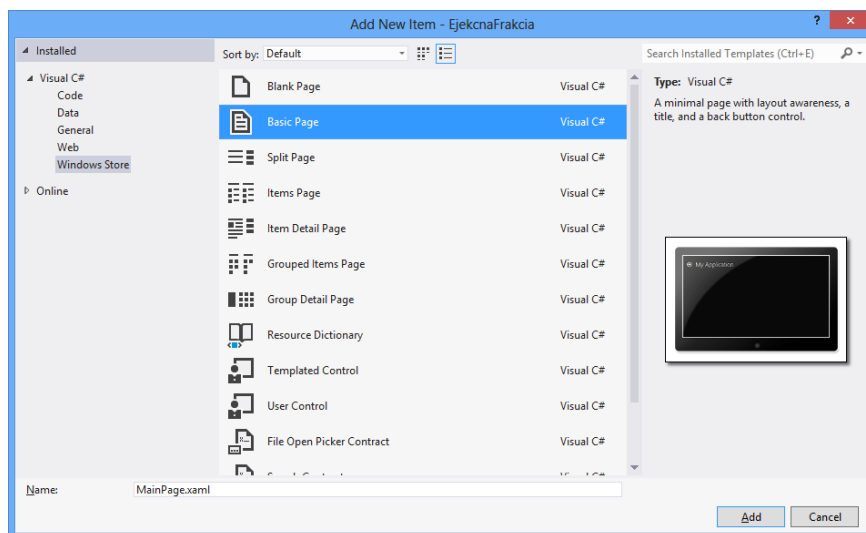 Add New Item - EjekcnaFrakcia
?
Installed
Sort by: Default
Search Installed Templates (Ctrl+E)
Visual C#
Code
Data
General
Web
Windows Store
Online
Blank Page Visual C#
Basic Page Visual C#
Split Page Visual C#
Items Page Visual C#
Item Detail Page Visual C#
Grouped Items Page Visual C#
Group Detail Page Visual C#
Resource Dictionary Visual C#
Templated Control Visual C#
User Control Visual C#
File Open Picker Contract Visual C#
Type: Visual C#
A minimal page with layout awareness, a
title, and a back button control.
My Application
Name: MainPage.xaml
Add Cancel